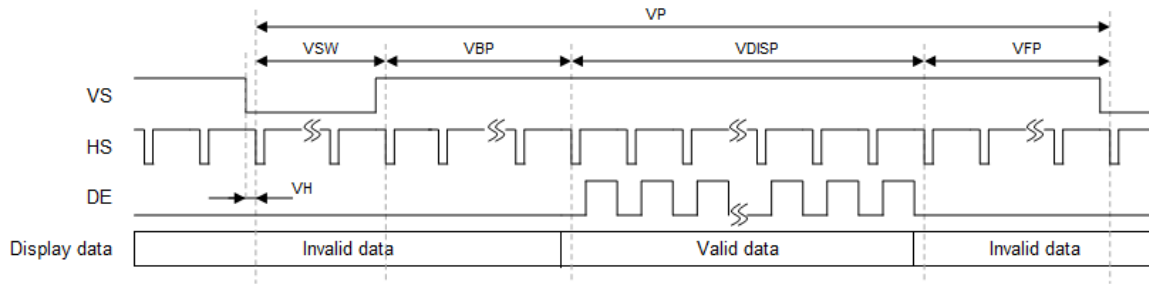 VP
VSW VBP VDISP VFP
VS
HS
VH
DE
Display data Invalid data Valid data Invalid data